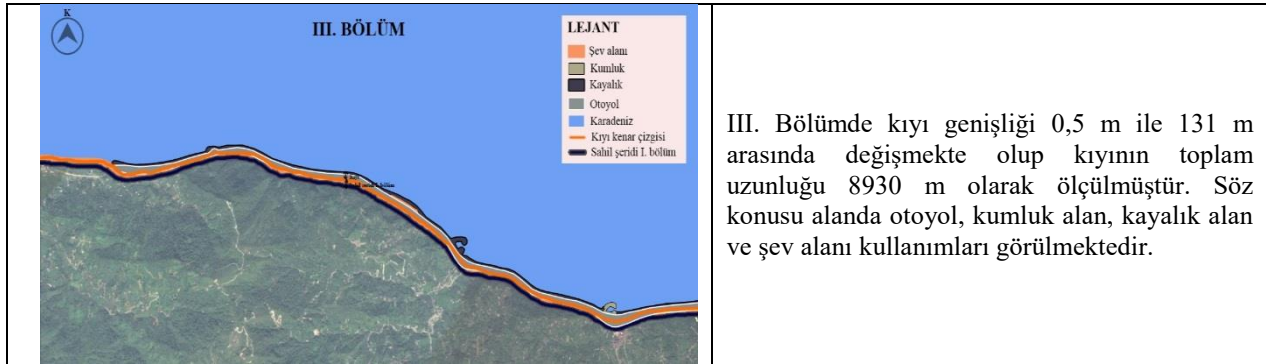 K
III. BÖLÜM
LEJANT
Şev alanı
Kumluk
Kayalık
Otoyol
Karadeniz
Kıyı kenar çizgisi
Sahil şeridi I. bölüm
III. Bölümde kıyı genişliği 0,5 m ile 131 m
arasında değişmekte olup kıyının toplam
uzunluğu 8930 m olarak ölçülmüştür. Söz
konusu alanda otoyol, kumluk alan, kayalık alan
ve şev alanı kullanımları görülmektedir.